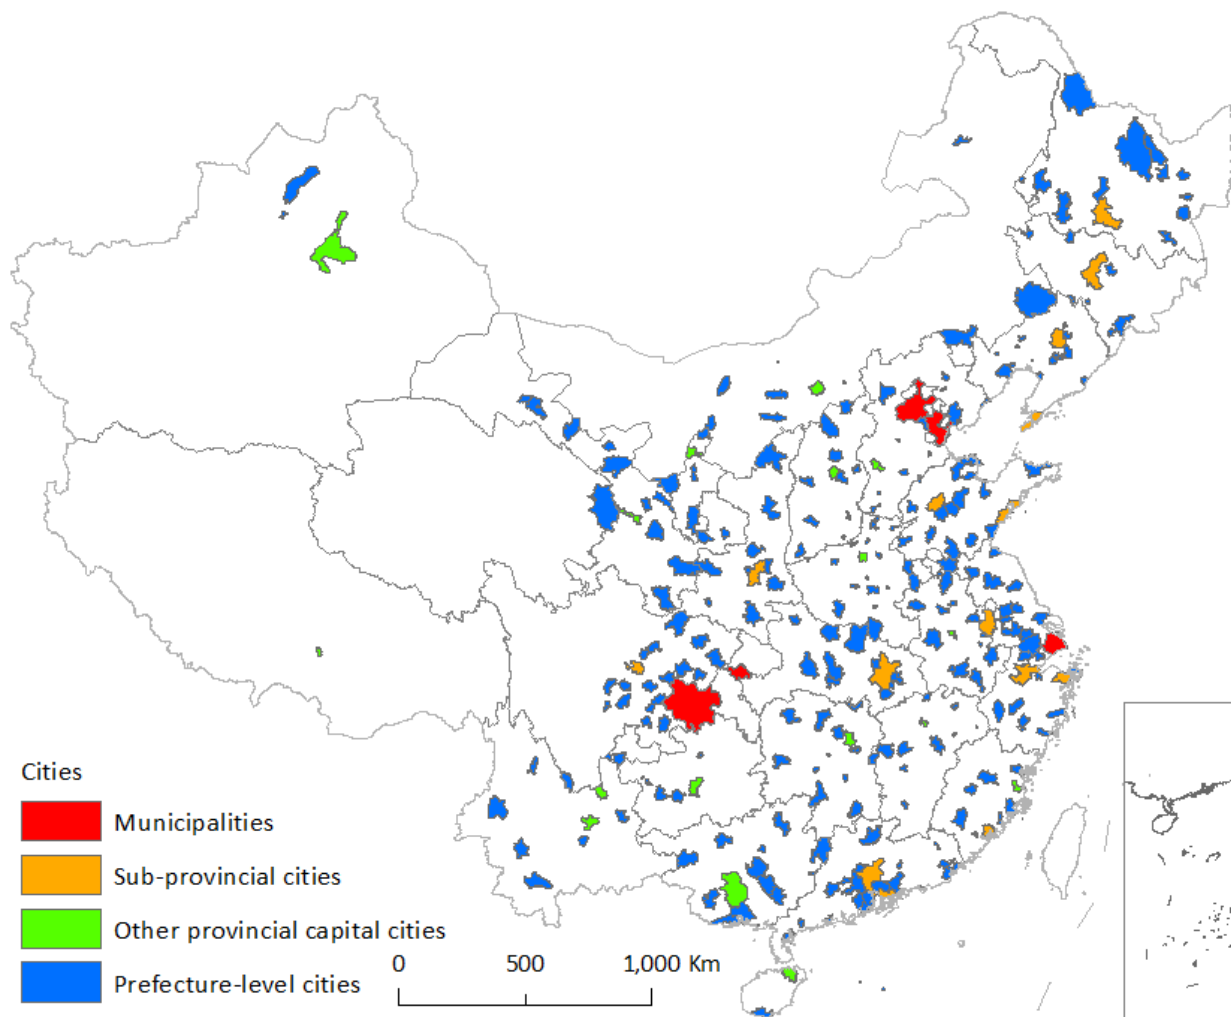 Cities
Municipalities
Sub-provincial cities
Other provincial capital cities
Prefecture-level cities
0 500 1,000 Km